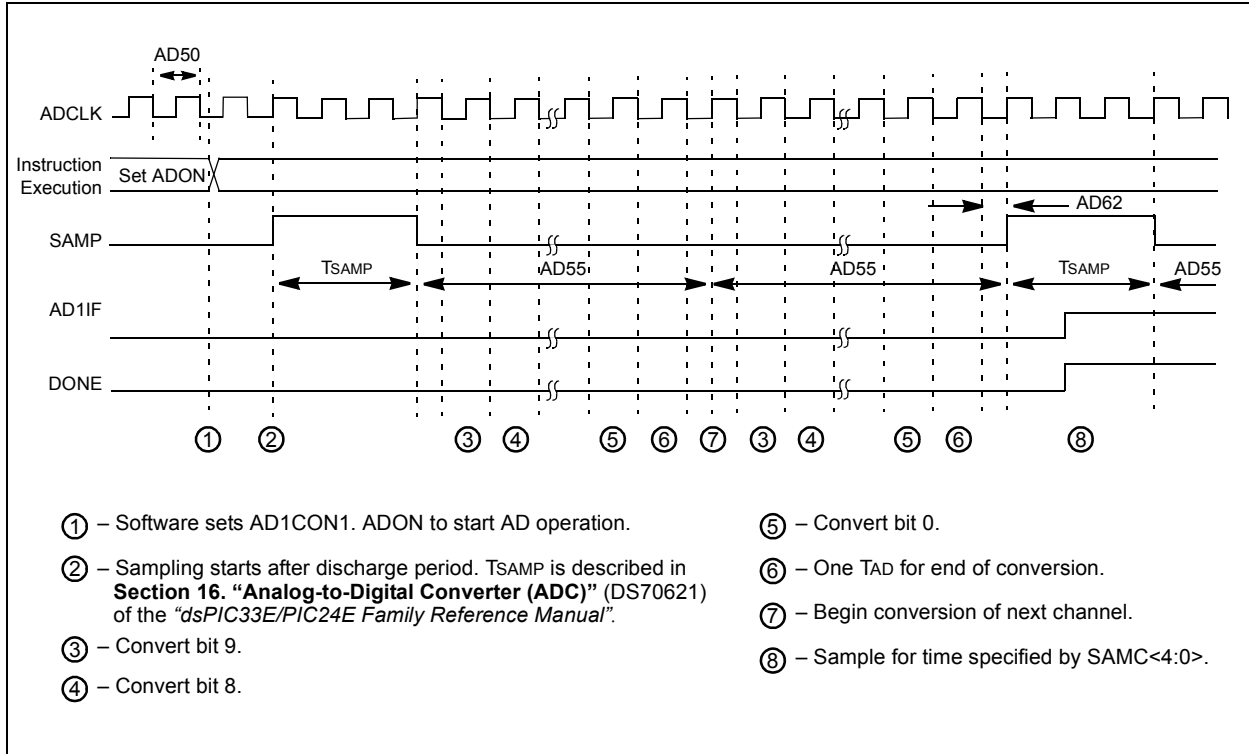 AD50
ADCLK
Instruction
Execution
Set ADON
AD62
SAMP
TSAMP
AD55
AD55
TSAMP
AD55
AD1IF
DONE
1 2 3 4 5 6 7 3 4 5 6 8
1 – Software sets AD1CON1. ADON to start AD operation.
2 – Sampling starts after discharge period. TSAMP is described in
Section 16. “Analog-to-Digital Converter (ADC)” (DS70621)
of the “dsPIC33E/PIC24E Family Reference Manual”.
3 – Convert bit 9.
4 – Convert bit 8.
5 – Convert bit 0.
6 – One TAD for end of conversion.
7 – Begin conversion of next channel.
8 – Sample for time specified by SAMC<4:0>.